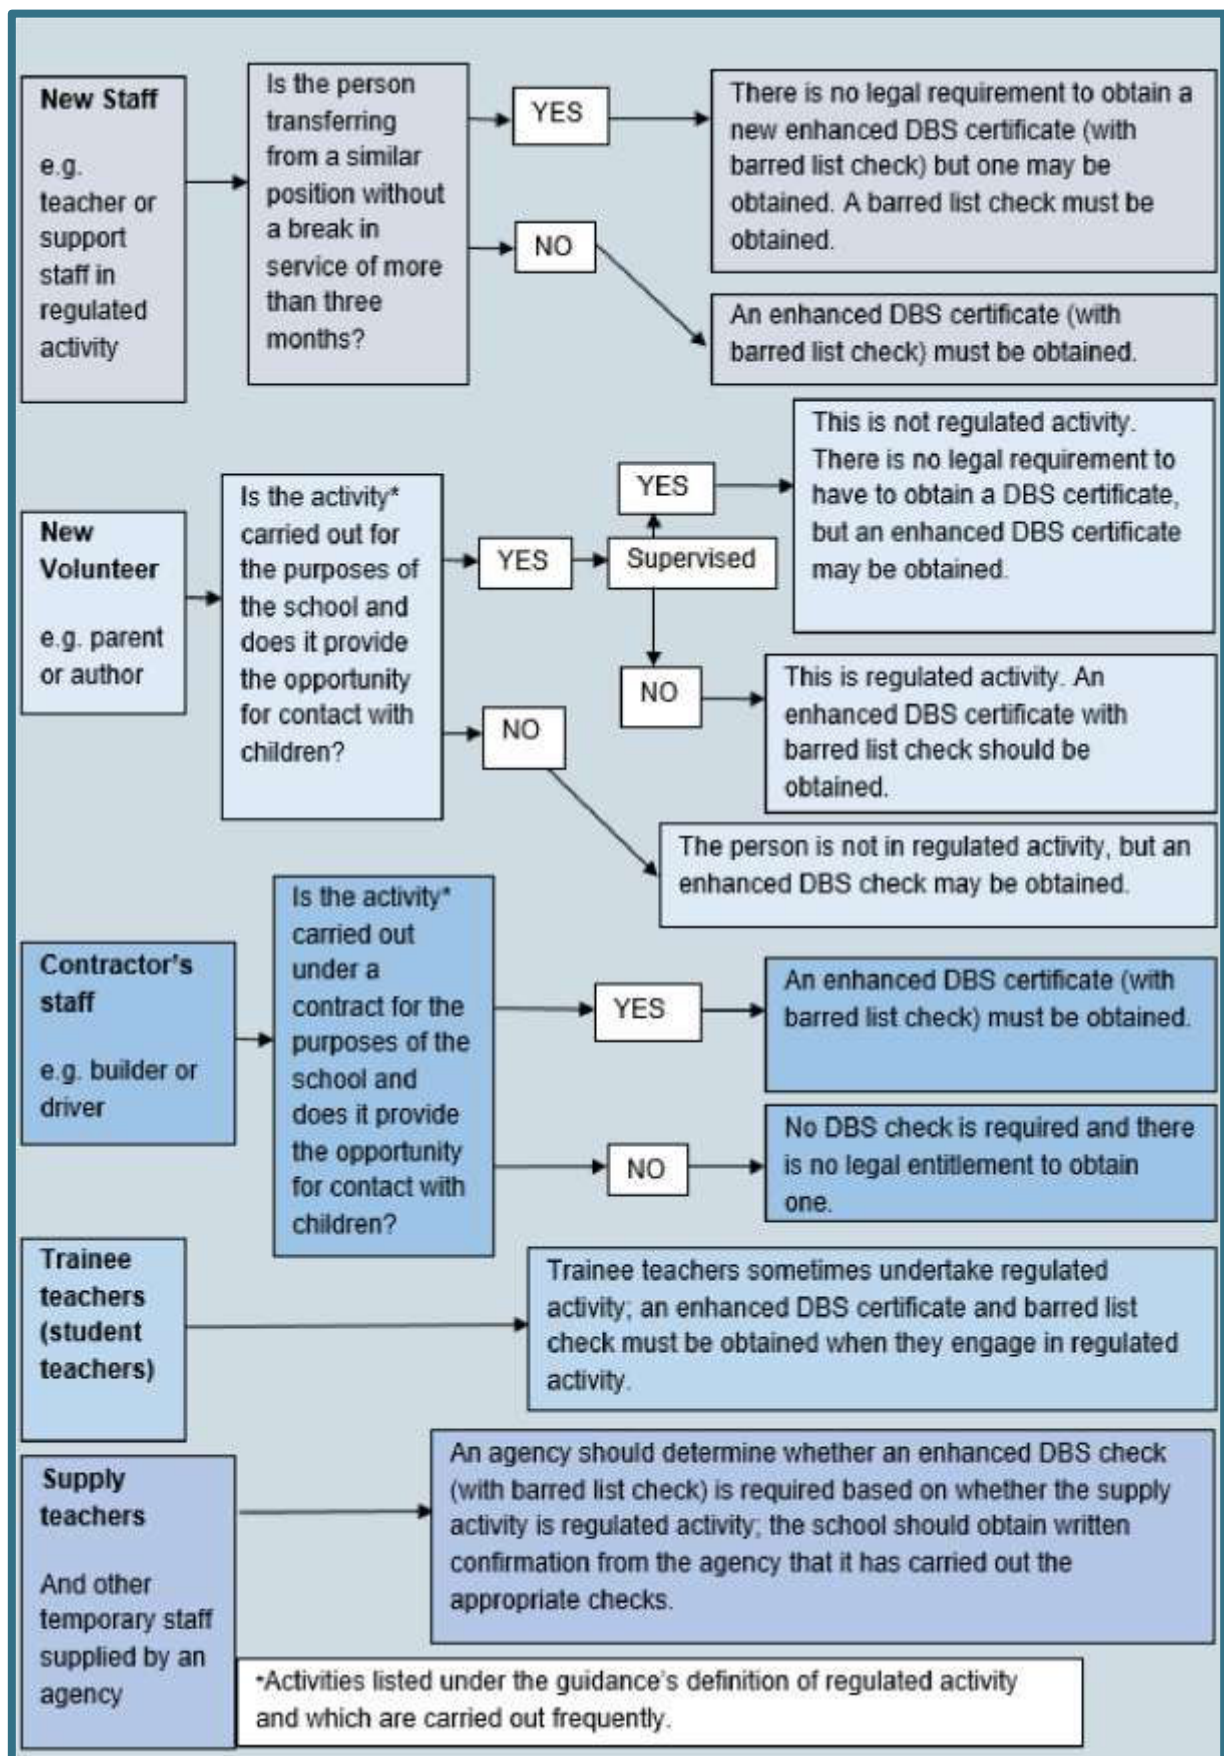 New Staff
e.g.
teacher or
support
staff in
regulated
activity
Is the person
transferring
from a similar
position without
a break in
service of more
than three
months?
YES
There is no legal requirement to obtain a
new enhanced DBS certificate (with
barred list check) but one may be
obtained. A barred list check must be
obtained.
NO
An enhanced DBS certificate (with
barred list check) must be obtained.
New
Volunteer
e.g. parent
or author
Is the activity*
carried out for
the purposes of
the school and
does it provide
the opportunity
for contact with
children?
YES
Supervised
YES
This is not regulated activity.
There is no legal requirement to
have to obtain a DBS certificate,
but an enhanced DBS certificate
may be obtained.
NO
This is regulated activity. An
enhanced DBS certificate with
barred list check should be
obtained.
NO
The person is not in regulated activity, but an
enhanced DBS check may be obtained.
Contractor's
staff
e.g. builder or
driver
Is the activity*
carried out
under a
contract for the
purposes of the
school and
does it provide
the opportunity
for contact with
children?
YES
An enhanced DBS certificate (with
barred list check) must be obtained.
NO
No DBS check is required and there
is no legal entitlement to obtain
one.
Trainee
teachers
(student
teachers)
Trainee teachers sometimes undertake regulated
activity; an enhanced DBS certificate and barred list
check must be obtained when they engage in regulated
activity.
Supply
teachers
And other
temporary staff
supplied by an
agency
An agency should determine whether an enhanced DBS check
(with barred list check) is required based on whether the supply
activity is regulated activity; the school should obtain written
confirmation from the agency that it has carried out the
appropriate checks.
*Activities listed under the guidance's definition of regulated activity
and which are carried out frequently.